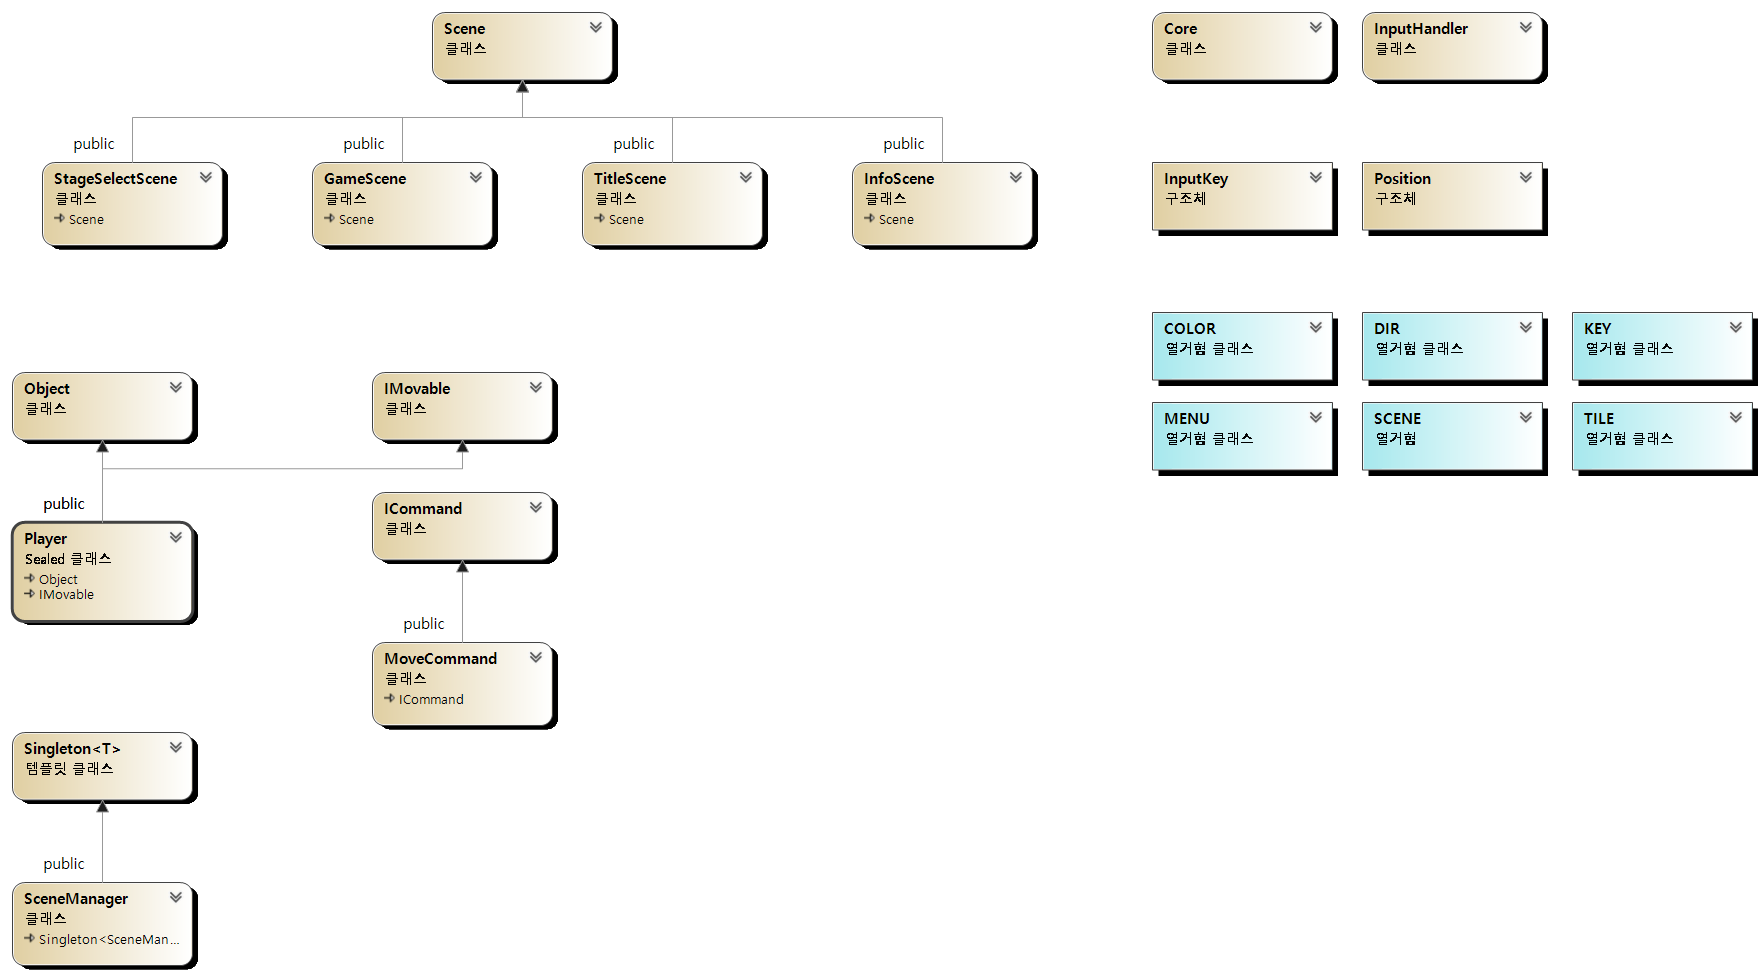 Scene
클래스
Core
클래스
InputHandler
클래스
public
public
public
public
StageSelectScene
클래스
Scene
GameScene
클래스
Scene
TitleScene
클래스
Scene
InfoScene
클래스
Scene
InputKey
구조체
Position
구조체
COLOR
열거형 클래스
DIR
열거형 클래스
KEY
열거형 클래스
MENU
열거형 클래스
SCENE
열거형
TILE
열거형 클래스
Object
클래스
IMovable
클래스
public
Player
Sealed 클래스
Object
IMovable
ICommand
클래스
public
MoveCommand
클래스
ICommand
Singleton<T>
템플릿 클래스
public
SceneManager
클래스
Singleton<SceneMan...